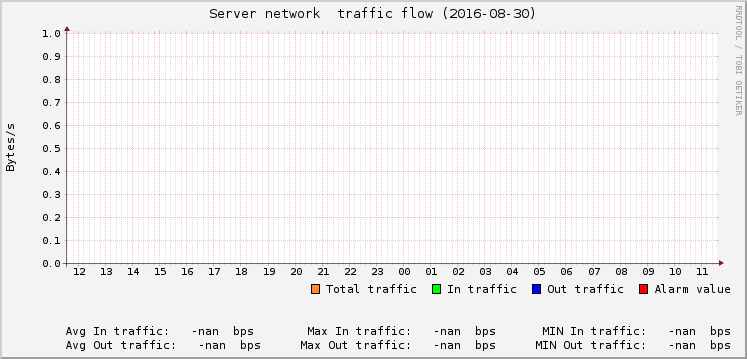 Server network  traffic flow (2016-08-30)
RRDTOOL / TOBI OETIKER
Bytes/s
1.0
0.9
0.8
0.7
0.6
0.5
0.4
0.3
0.2
0.1
0.0
12 13 14 15 16 17 18 19 20 21 22 23 00 01 02 03 04 05 06 07 08 09 10 11
Total traffic In traffic Out traffic Alarm value
Avg In traffic: -nan bps Max In traffic: -nan bps MIN In traffic: -nan bps
Avg Out traffic: -nan bps Max Out traffic: -nan bps MIN Out traffic: -nan bps